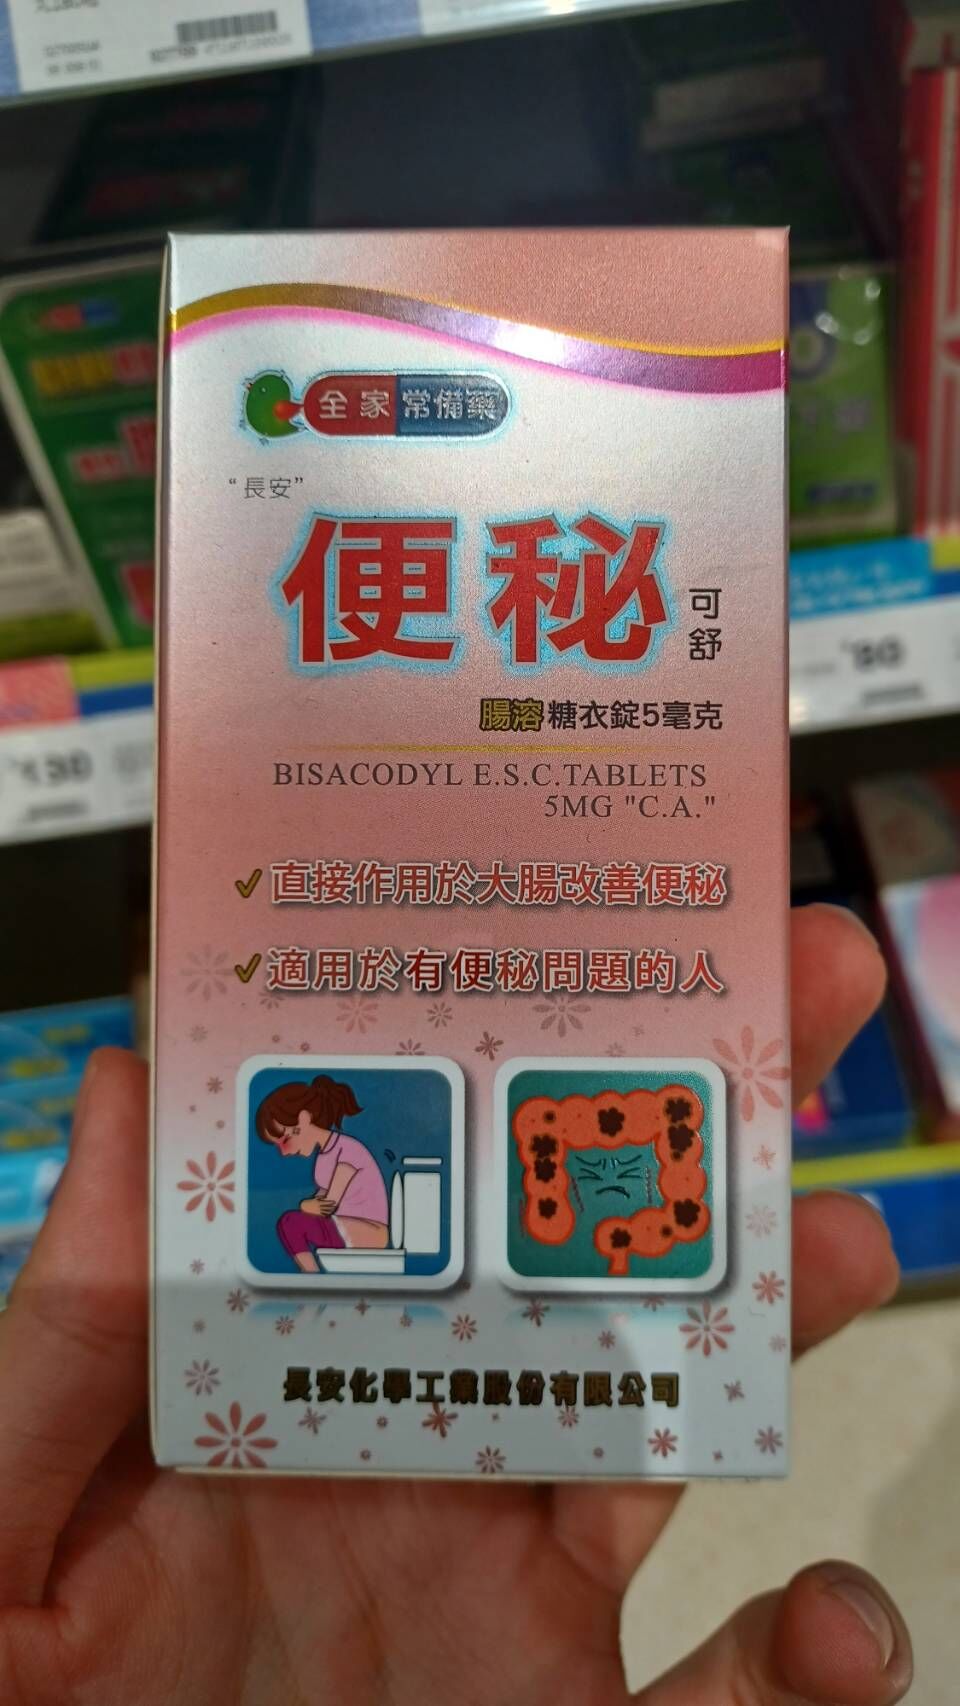 全家常備藥
“長安”
便秘可舒
腸溶糖衣錠5毫克
BISACODYL E.S.C.TABLETS
5MG "C.A."
✓直接作用於大腸改善便秘
✓適用於有便秘問題的人
長安化學工業股份有限公司
80
130